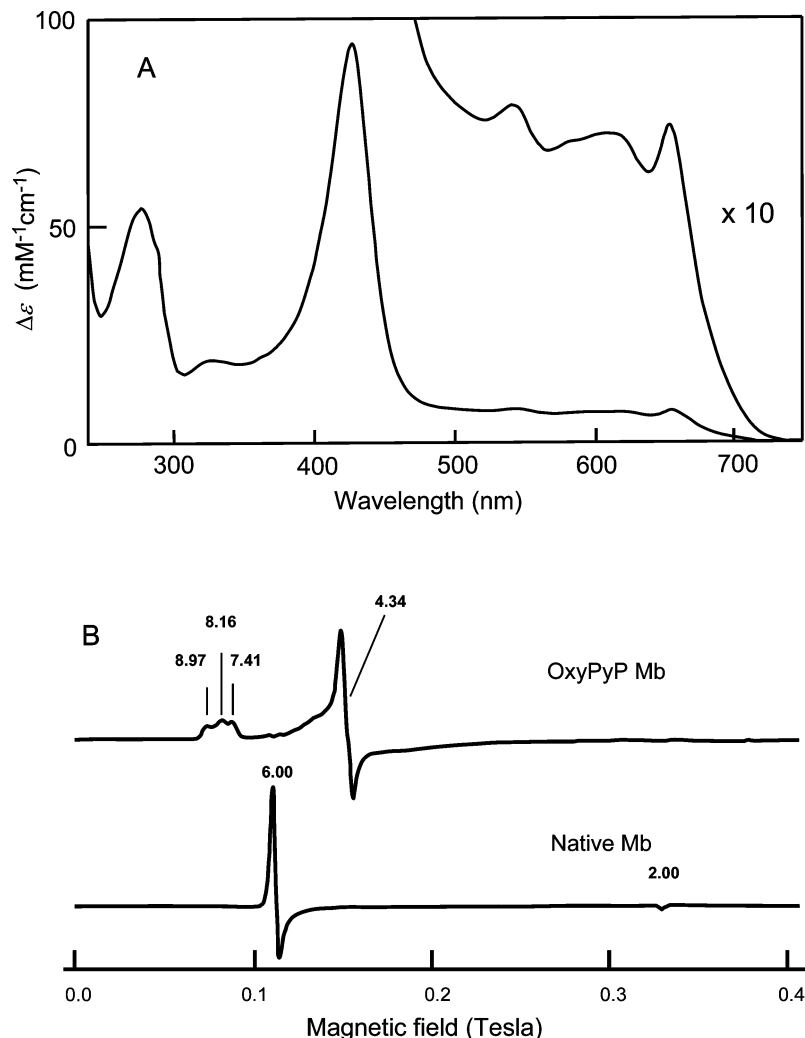 100
A
Δε (mM-1cm-1)
50
x 10
0
300 400 500 600 700
Wavelength (nm)
B
8.97
8.16
7.41
4.34
OxyPyP Mb
6.00
Native Mb
2.00
0.0 0.1 0.2 0.3 0.4
Magnetic field (Tesla)